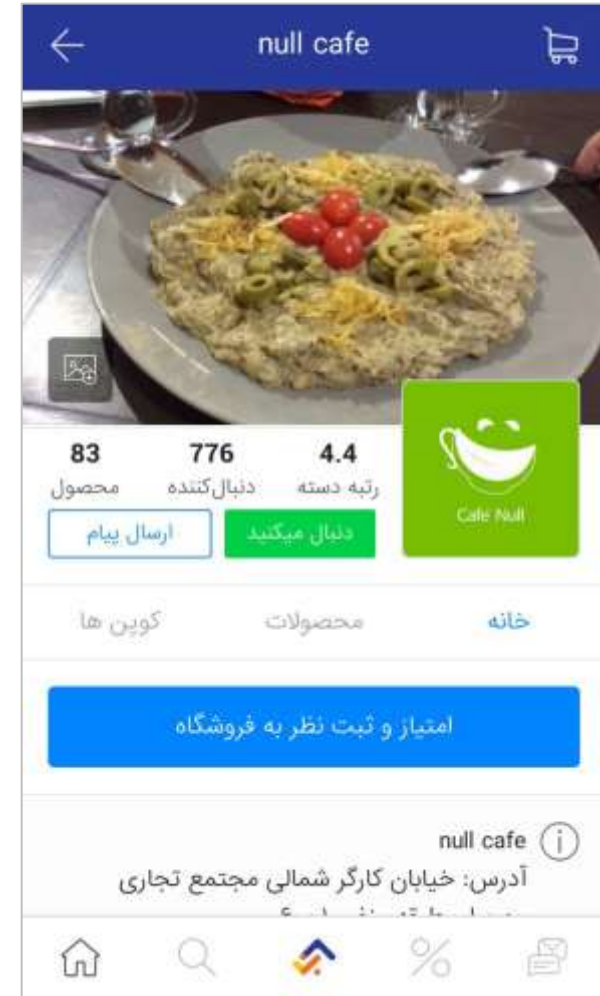 null cafe
4.4 776 83
رتبه دسته دنبال‌کننده محصول
Cafe Null
دنبال میکنید ارسال پیام
خانه محصولات کوپن ها
امتیاز و ثبت نظر به فروشگاه
null cafe
آدرس: خیابان کارگر شمالی مجتمع تجاری